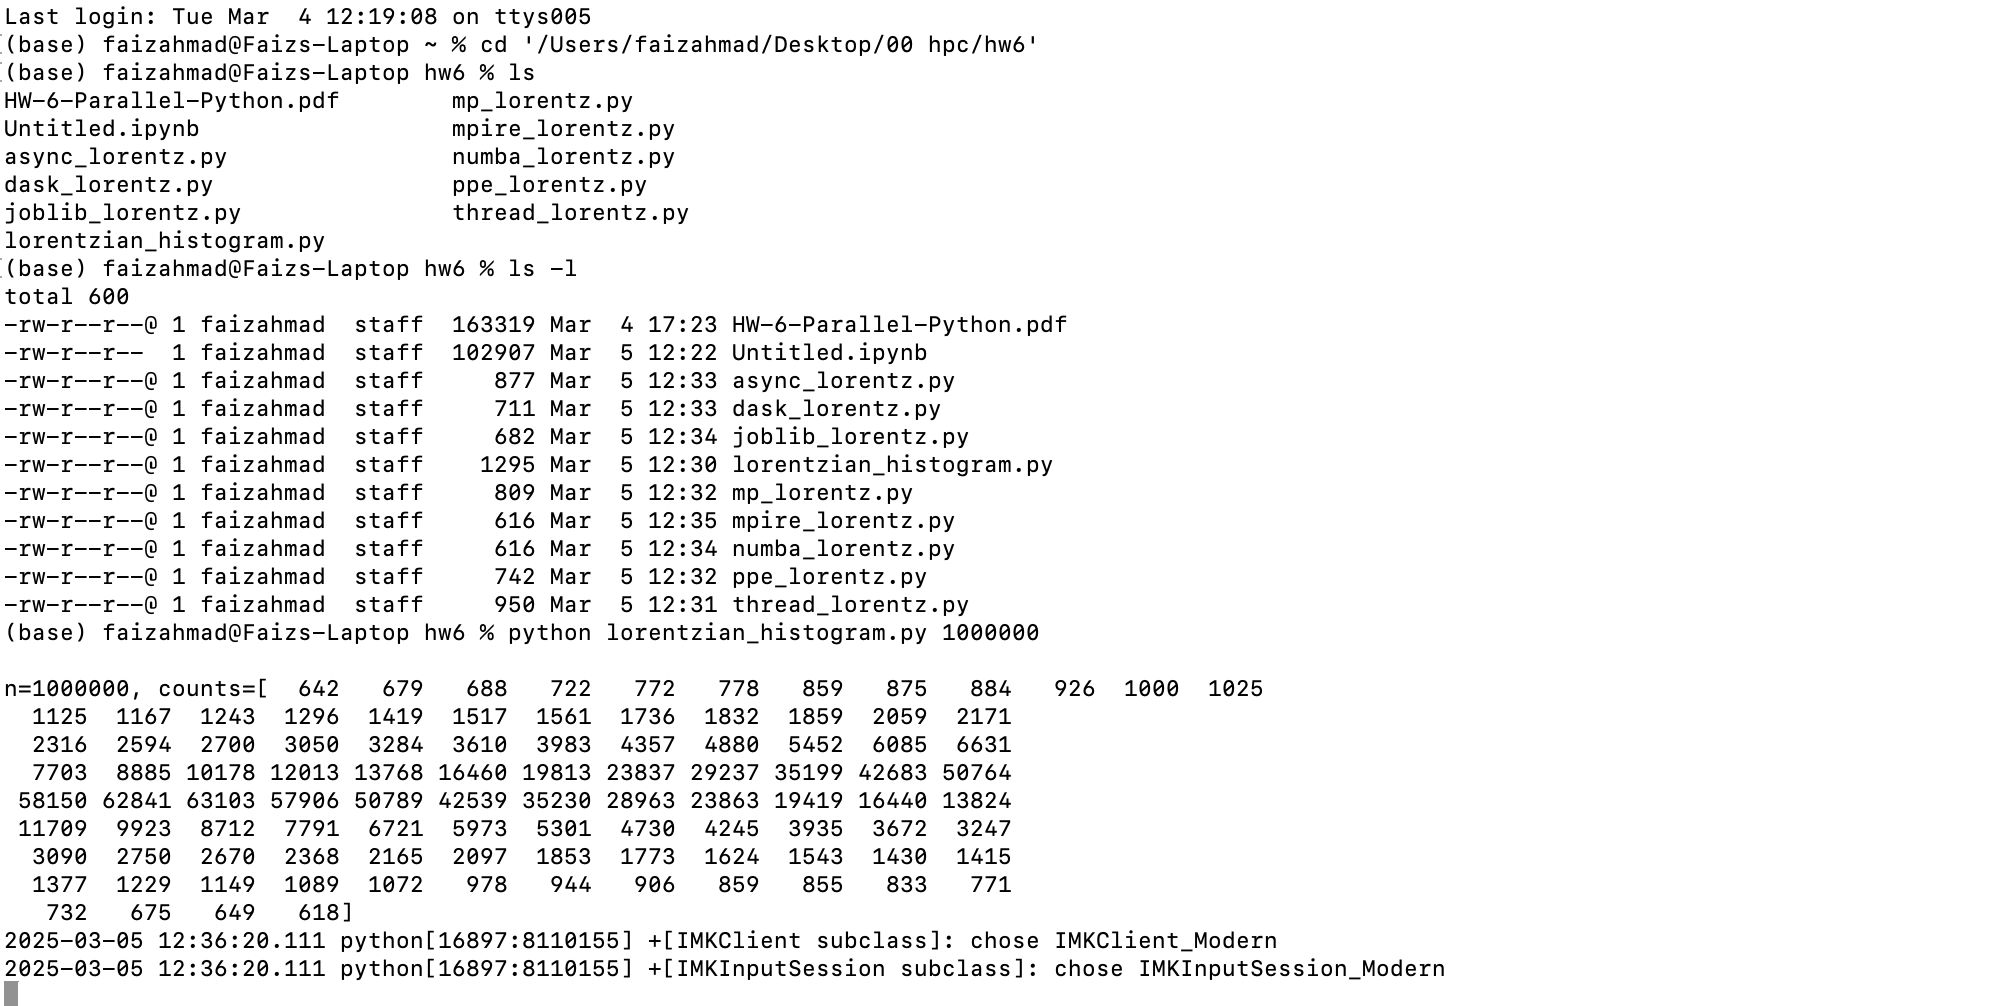 Last login: Tue Mar  4 12:19:08 on ttys005
(base) faizahmad@Faizs-Laptop ~ % cd '/Users/faizahmad/Desktop/00 hpc/hw6'
(base) faizahmad@Faizs-Laptop hw6 % ls
HW-6-Parallel-Python.pdf        mp_lorentz.py
Untitled.ipynb                  mpire_lorentz.py
async_lorentz.py                numba_lorentz.py
dask_lorentz.py                 ppe_lorentz.py
joblib_lorentz.py               thread_lorentz.py
lorentzian_histogram.py
(base) faizahmad@Faizs-Laptop hw6 % ls -l
total 600
-rw-r--r--@ 1 faizahmad  staff  163319 Mar  4 17:23 HW-6-Parallel-Python.pdf
-rw-r--r--  1 faizahmad  staff  102907 Mar  5 12:22 Untitled.ipynb
-rw-r--r--@ 1 faizahmad  staff     877 Mar  5 12:33 async_lorentz.py
-rw-r--r--@ 1 faizahmad  staff     711 Mar  5 12:33 dask_lorentz.py
-rw-r--r--@ 1 faizahmad  staff     682 Mar  5 12:34 joblib_lorentz.py
-rw-r--r--@ 1 faizahmad  staff    1295 Mar  5 12:30 lorentzian_histogram.py
-rw-r--r--@ 1 faizahmad  staff     809 Mar  5 12:32 mp_lorentz.py
-rw-r--r--@ 1 faizahmad  staff     616 Mar  5 12:35 mpire_lorentz.py
-rw-r--r--@ 1 faizahmad  staff     616 Mar  5 12:34 numba_lorentz.py
-rw-r--r--@ 1 faizahmad  staff     742 Mar  5 12:32 ppe_lorentz.py
-rw-r--r--@ 1 faizahmad  staff     950 Mar  5 12:31 thread_lorentz.py
(base) faizahmad@Faizs-Laptop hw6 % python lorentzian_histogram.py 1000000
n=1000000, counts=[  642   679   688   722   772   778   859   875   884   926  1000  1025
  1125  1167  1243  1296  1419  1517  1561  1736  1832  1859  2059  2171
  2316  2594  2700  3050  3284  3610  3983  4357  4880  5452  6085  6631
  7703  8885 10178 12013 13768 16460 19813 23837 29237 35199 42683 50764
 58150 62841 63103 57906 50789 42539 35230 28963 23863 19419 16440 13824
 11709  9923  8712  7791  6721  5973  5301  4730  4245  3935  3672  3247
  3090  2750  2670  2368  2165  2097  1853  1773  1624  1543  1430  1415
  1377  1229  1149  1089  1072   978   944   906   859   855   833   771
   732   675   649   618]
2025-03-05 12:36:20.111 python[16897:8110155] +[IMKClient subclass]: chose IMKClient_Modern
2025-03-05 12:36:20.111 python[16897:8110155] +[IMKInputSession subclass]: chose IMKInputSession_Modern